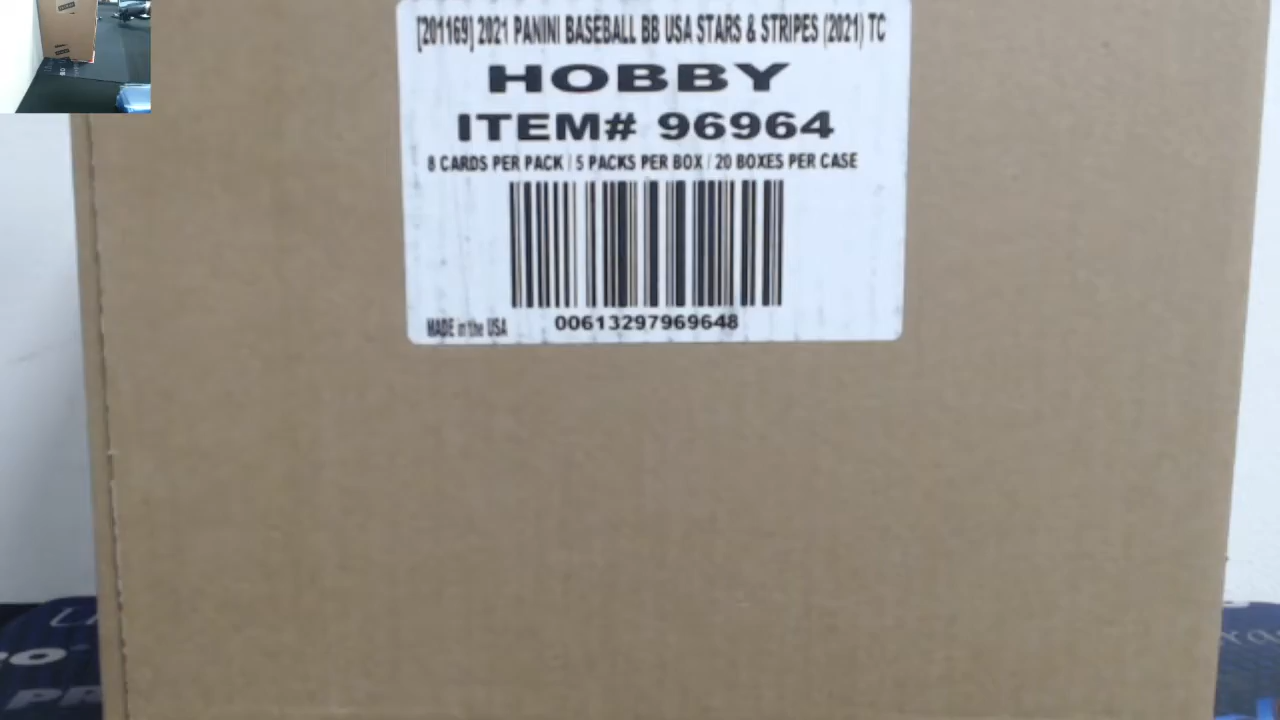 [201169] 2021 PANINI BASEBALL BB USA STARS & STRIPES (2021) TC
HOBBY
ITEM# 96964
8 CARDS PER PACK / 5 PACKS PER BOX / 20 BOXES PER CASE
MADE in the USA
00613297969648